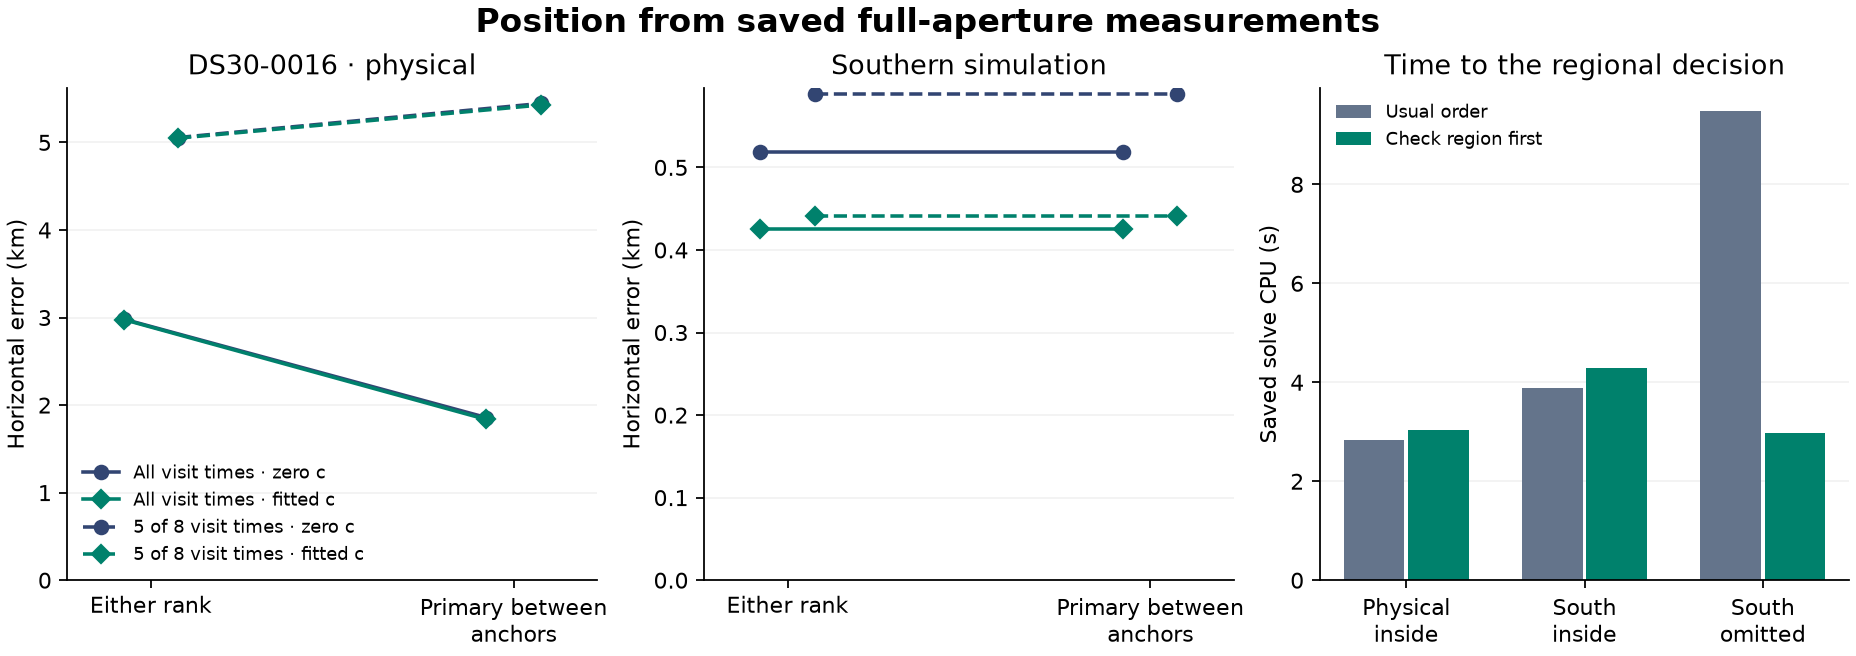 Position from saved full-aperture measurements
DS30-0016 · physical
Horizontal error (km)
5
4
3
2
1
0
All visit times · zero c
All visit times · fitted c
5 of 8 visit times · zero c
5 of 8 visit times · fitted c
Either rank
Primary between
anchors
Southern simulation
Horizontal error (km)
0.5
0.4
0.3
0.2
0.1
0.0
Either rank
Primary between
anchors
Time to the regional decision
Saved solve CPU (s)
Usual order
Check region first
8
6
4
2
0
Physical
inside
South
inside
South
omitted